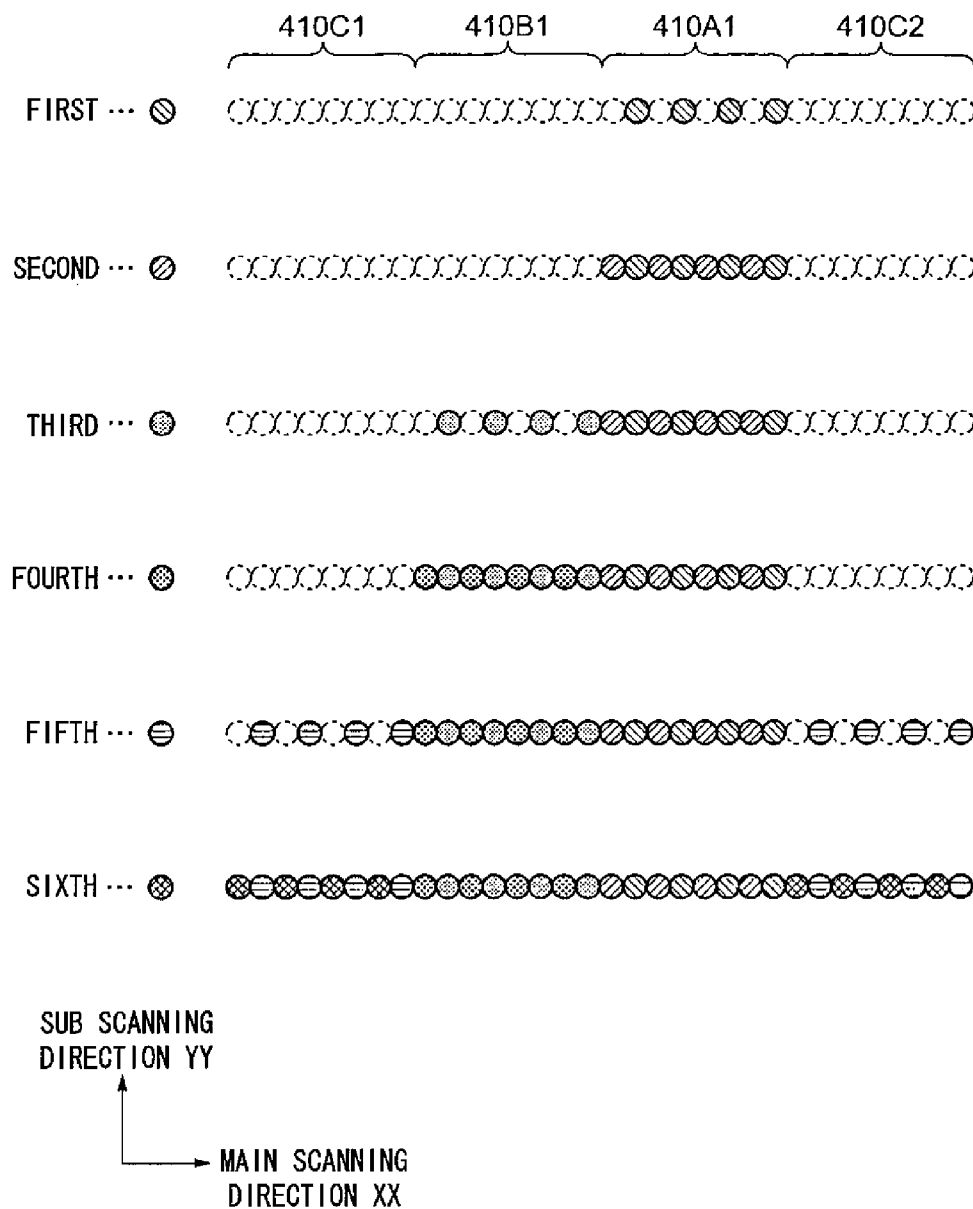 410C1 410B1 410A1 410C2
FIRST ...
SECOND ...
THIRD ...
FOURTH ...
FIFTH ...
SIXTH ...
SUB SCANNING
DIRECTION YY
MAIN SCANNING
DIRECTION XX